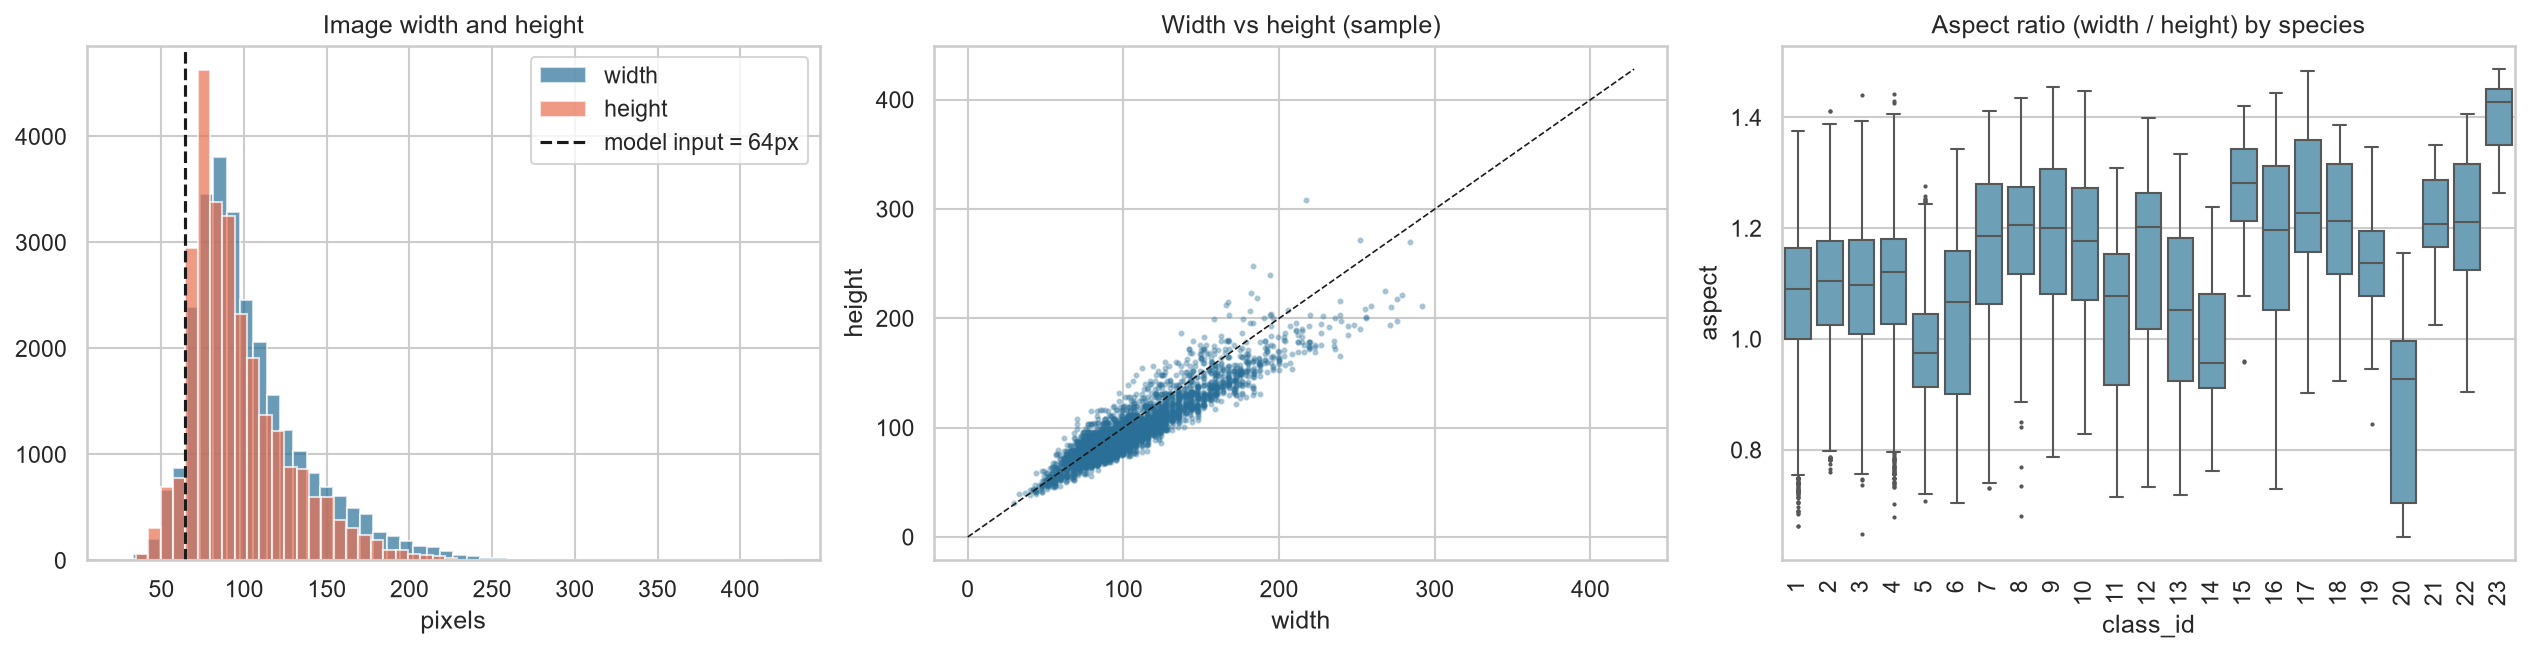 Image width and height
width
height
model input = 64px
4000
3000
2000
1000
0
50 100 150 200 250 300 350 400
pixels
Width vs height (sample)
height
400
300
200
100
0
0 100 200 300 400
width
Aspect ratio (width / height) by species
aspect
1.4
1.2
1.0
0.8
1 2 3 4 5 6 7 8 9 10 11 12 13 14 15 16 17 18 19 20 21 22 23
class_id